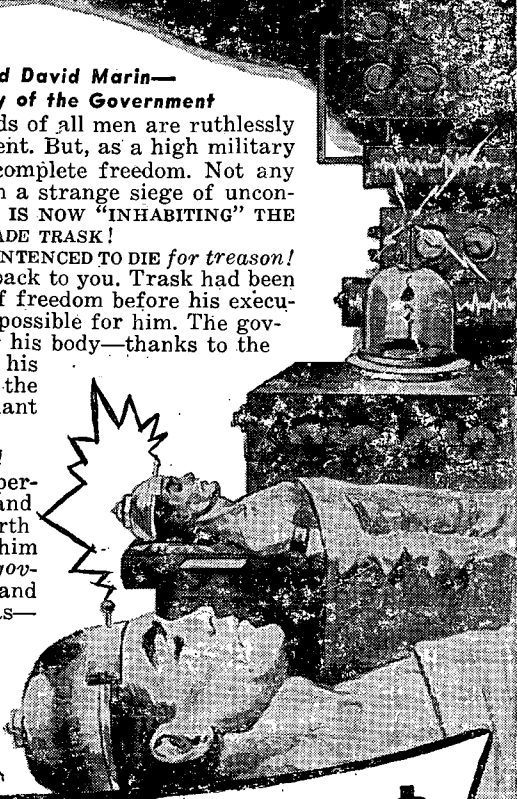 d David Marin—
y of the Government
ds of all men are ruthlessly
ent. But, as a high military
complete freedom. Not any
n a strange siege of uncon-
IS NOW "INHABITING" THE
ADE TRASK!
NTENCED TO DIE for treason!
back to you. Trask had been
f freedom before his execu-
possible for him. The gov-
his body—thanks to the
his
the
iant
!
per-
and
rth
him
gov-
and
s—